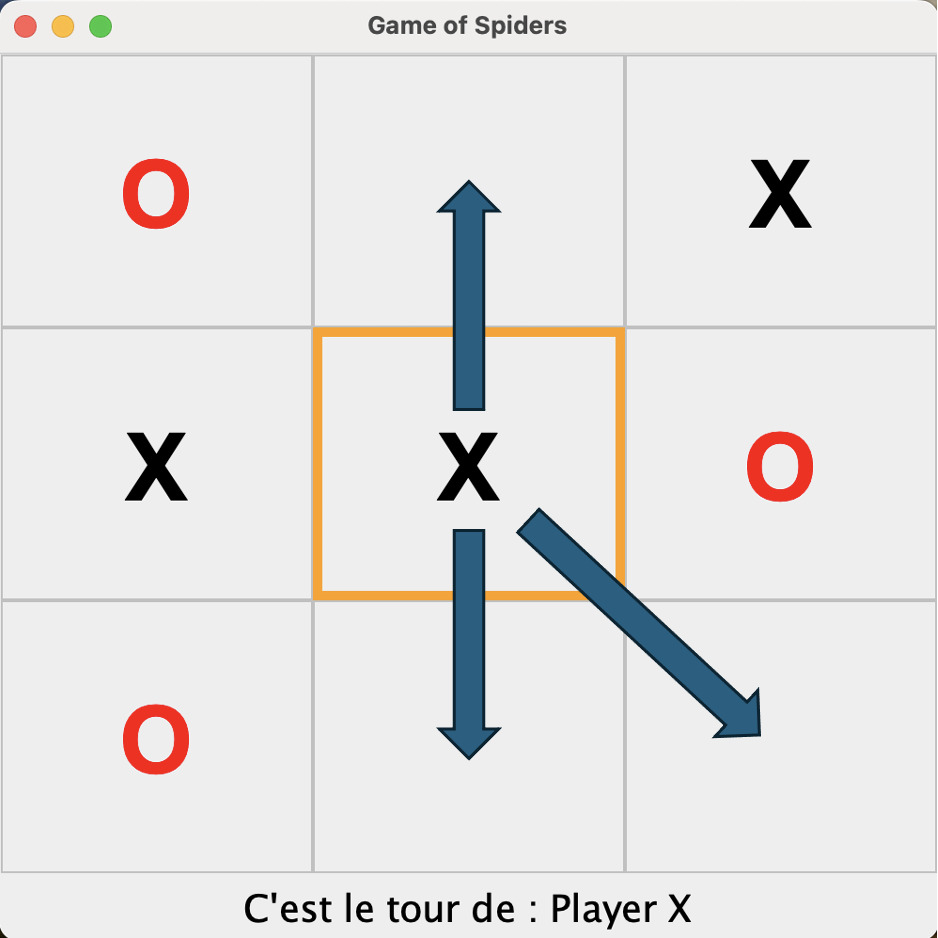 Game of Spiders
O X
X X O
O
C'est le tour de : Player X